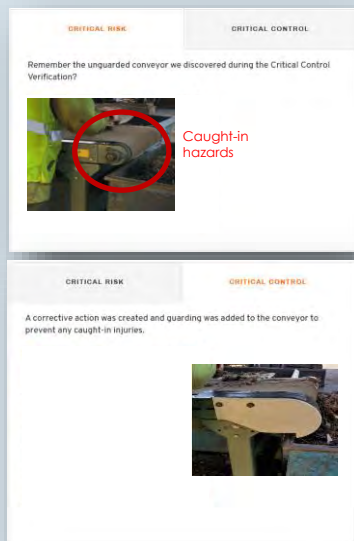 CRITICAL RISK
CRITICAL CONTROL
Remember the unguarded conveyor we discovered during the Critical Control
Verification?
Caught-in
hazards
CRITICAL RISK
CRITICAL CONTROL
A corrective action was created and guarding was added to the conveyor to
prevent any caught-in injuries.